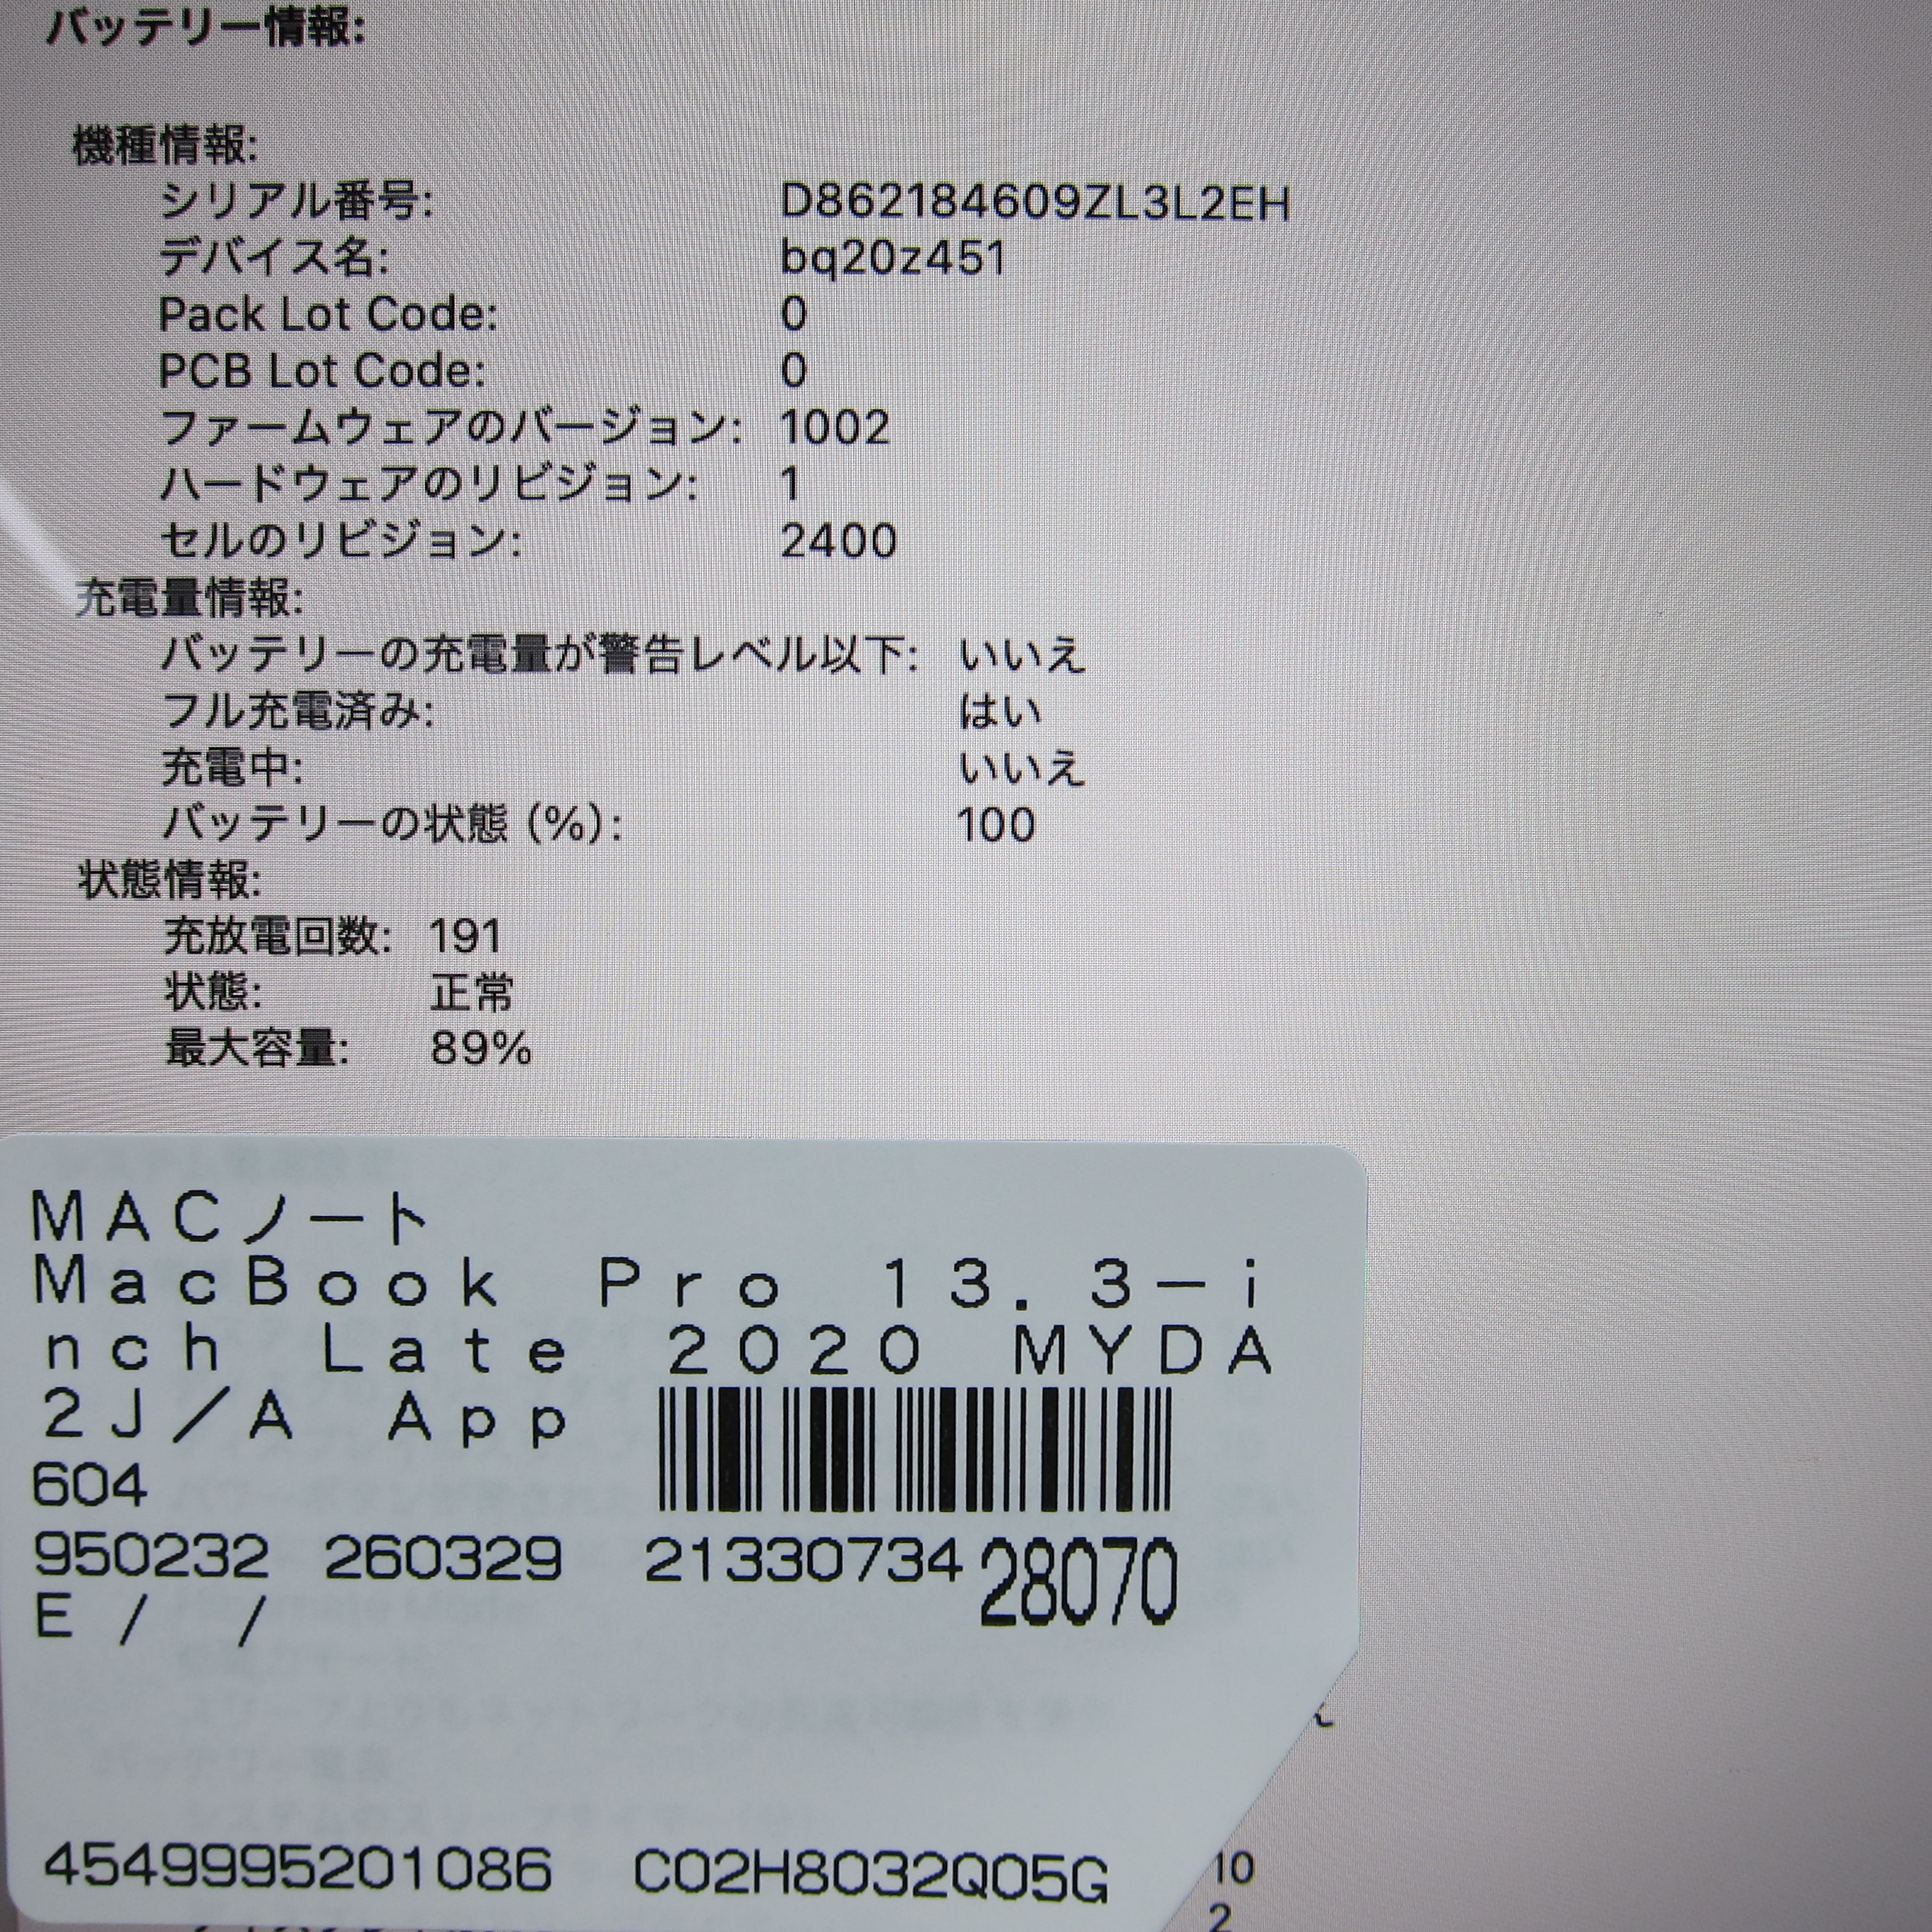 バッテリー情報:
機種情報:
シリアル番号: D862184609ZL3L2EH
デバイス名: bq20z451
Pack Lot Code: 0
PCB Lot Code: 0
ファームウェアのバージョン: 1002
ハードウェアのリビジョン: 1
セルのリビジョン: 2400
充電量情報:
バッテリーの充電量が警告レベル以下: いいえ
フル充電済み: はい
充電中: いいえ
バッテリーの状態 (%): 100
状態情報:
充放電回数: 191
状態: 正常
最大容量: 89%
MACノート
MacBook Pro 13.3-i
nch Late 2020 MYDA
2J/A App
604
950232 260329 21330734 28070
E / /
4549995201086 C02H8032Q05G
10
2